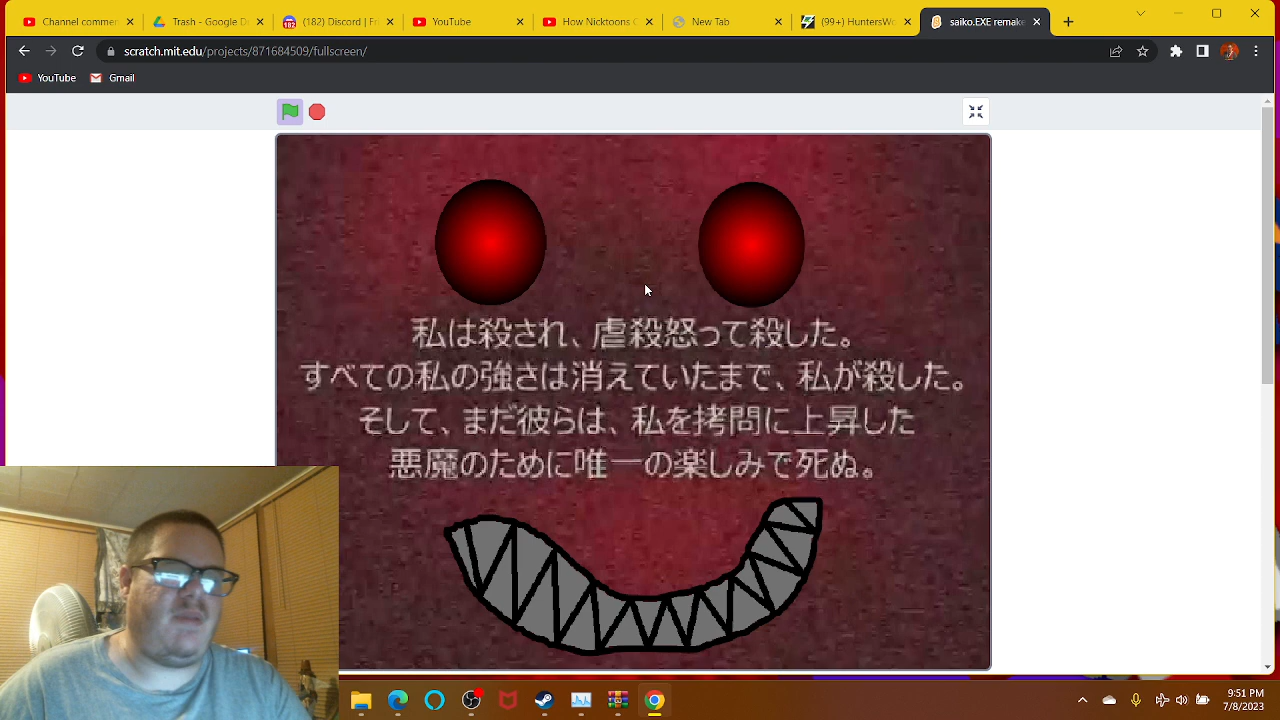 Channel commen
Trash - Google D
(182) Discord | Fr
YouTube
How Nicktoons C
New Tab
(99+) HuntersWo
saiko.EXE remake
scratch.mit.edu/projects/871684509/fullscreen/
YouTube
Gmail
私は殺され、虐殺怒って殺した。
すべての私の強さは消えていたまで、私が殺した。
そして、まだ彼らは、私を拷問に上昇した
悪魔のために唯一の楽しみで死ぬ。
9:51 PM
7/8/2023